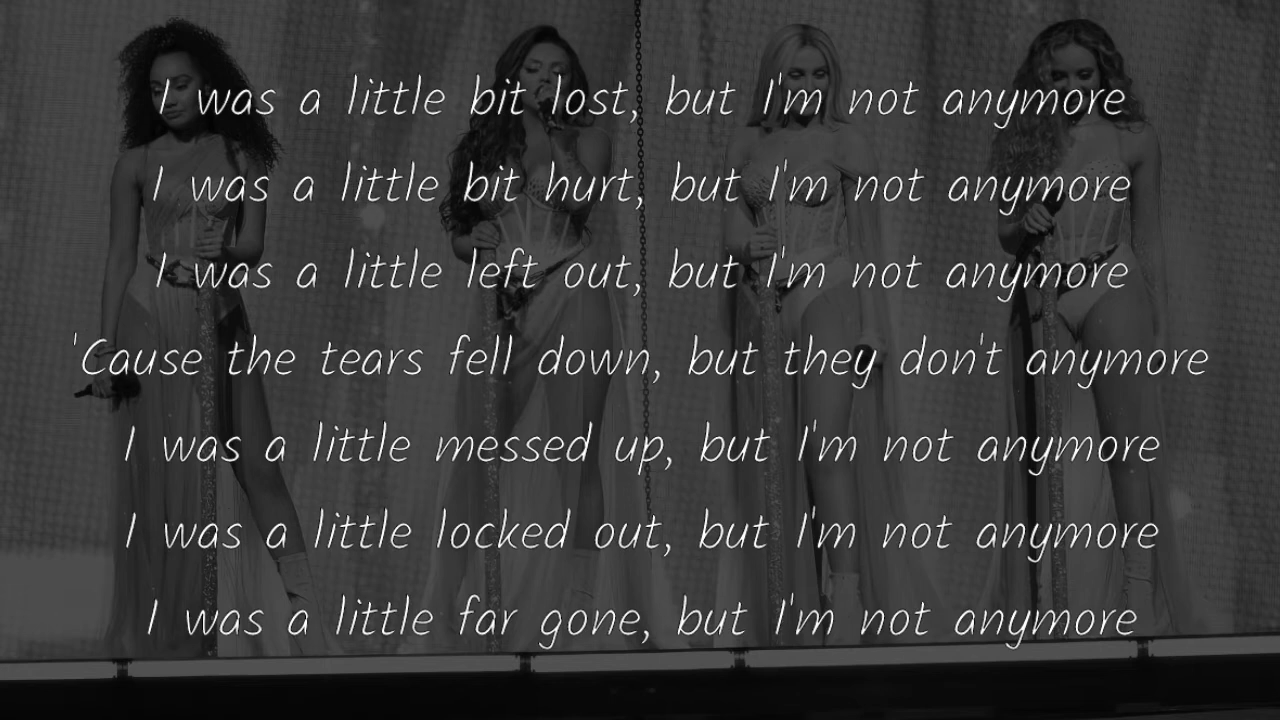 I was a little bit lost, but I'm not anymore
I was a little bit hurt, but I'm not anymore
I was a little left out, but I'm not anymore
'Cause the tears fell down, but they don't anymore
I was a little messed up, but I'm not anymore
I was a little locked out, but I'm not anymore
I was a little far gone, but I'm not anymore